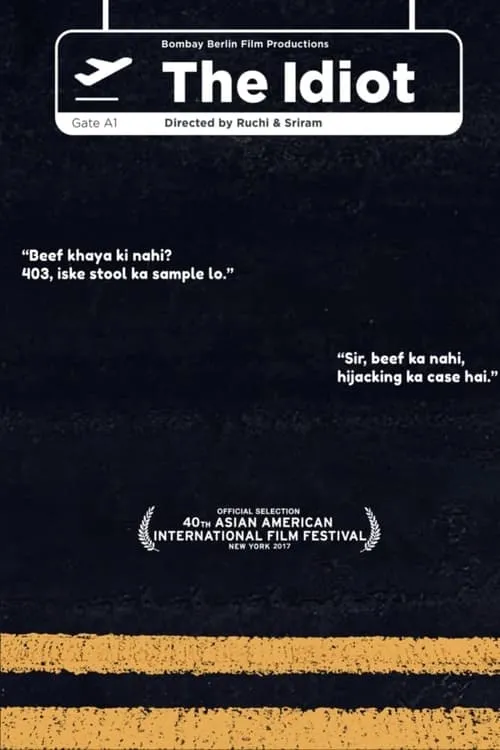 Bombay Berlin Film Productions
The Idiot
Gate A1
Directed by Ruchi & Sriram
“Beef khaya ki nahi?
403, iske stool ka sample lo.”
“Sir, beef ka nahi,
hijacking ka case hai.”
OFFICIAL SELECTION
40TH ASIAN AMERICAN
INTERNATIONAL FILM FESTIVAL
NEW YORK 2017